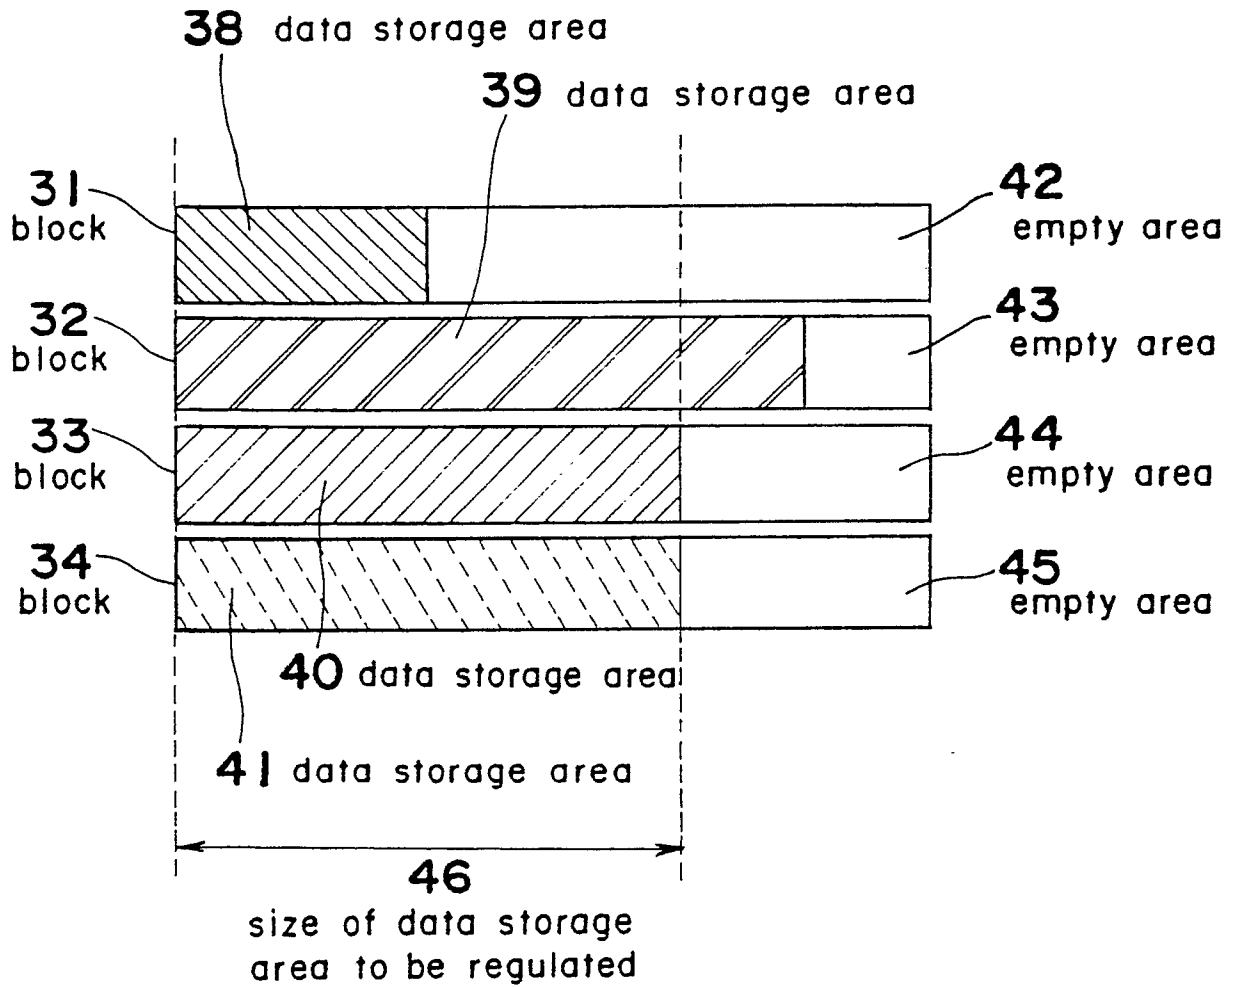 38 data storage area
39 data storage area
31
block
42
empty area
32
block
43
empty area
33
block
44
empty area
34
block
45
empty area
40 data storage area
41 data storage area
46
size of data storage
area to be regulated